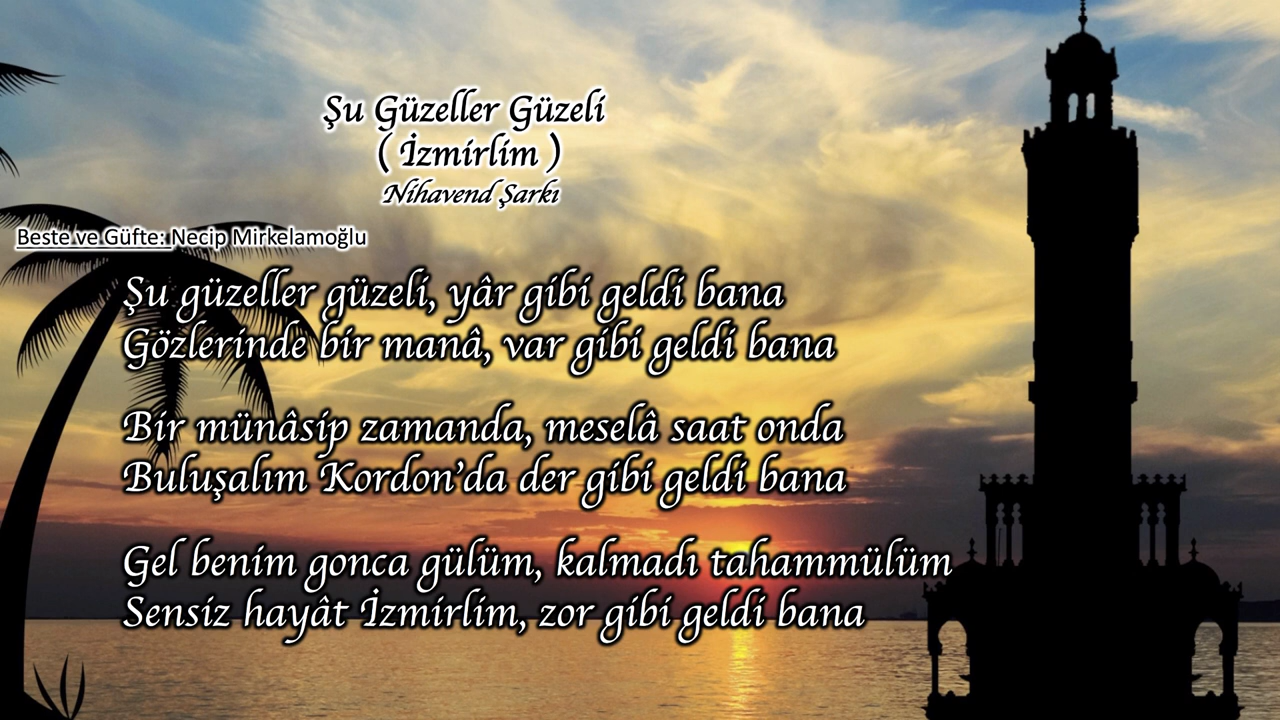 Şu Güzeller Güzeli
( İzmirlim )
Nihavend Şarkı
Beste ve Güfte: Necip Mirkelamoğlu
Şu güzeller güzeli, yâr gibi geldi bana
Gözlerinde bir manâ, var gibi geldi bana
Bir münâsip zamanda, meselâ saat onda
Buluşalım Kordon'da der gibi geldi bana
Gel benim gonca gülüm, kalmadı tahammülüm
Sensiz hayât İzmirlim, zor gibi geldi bana